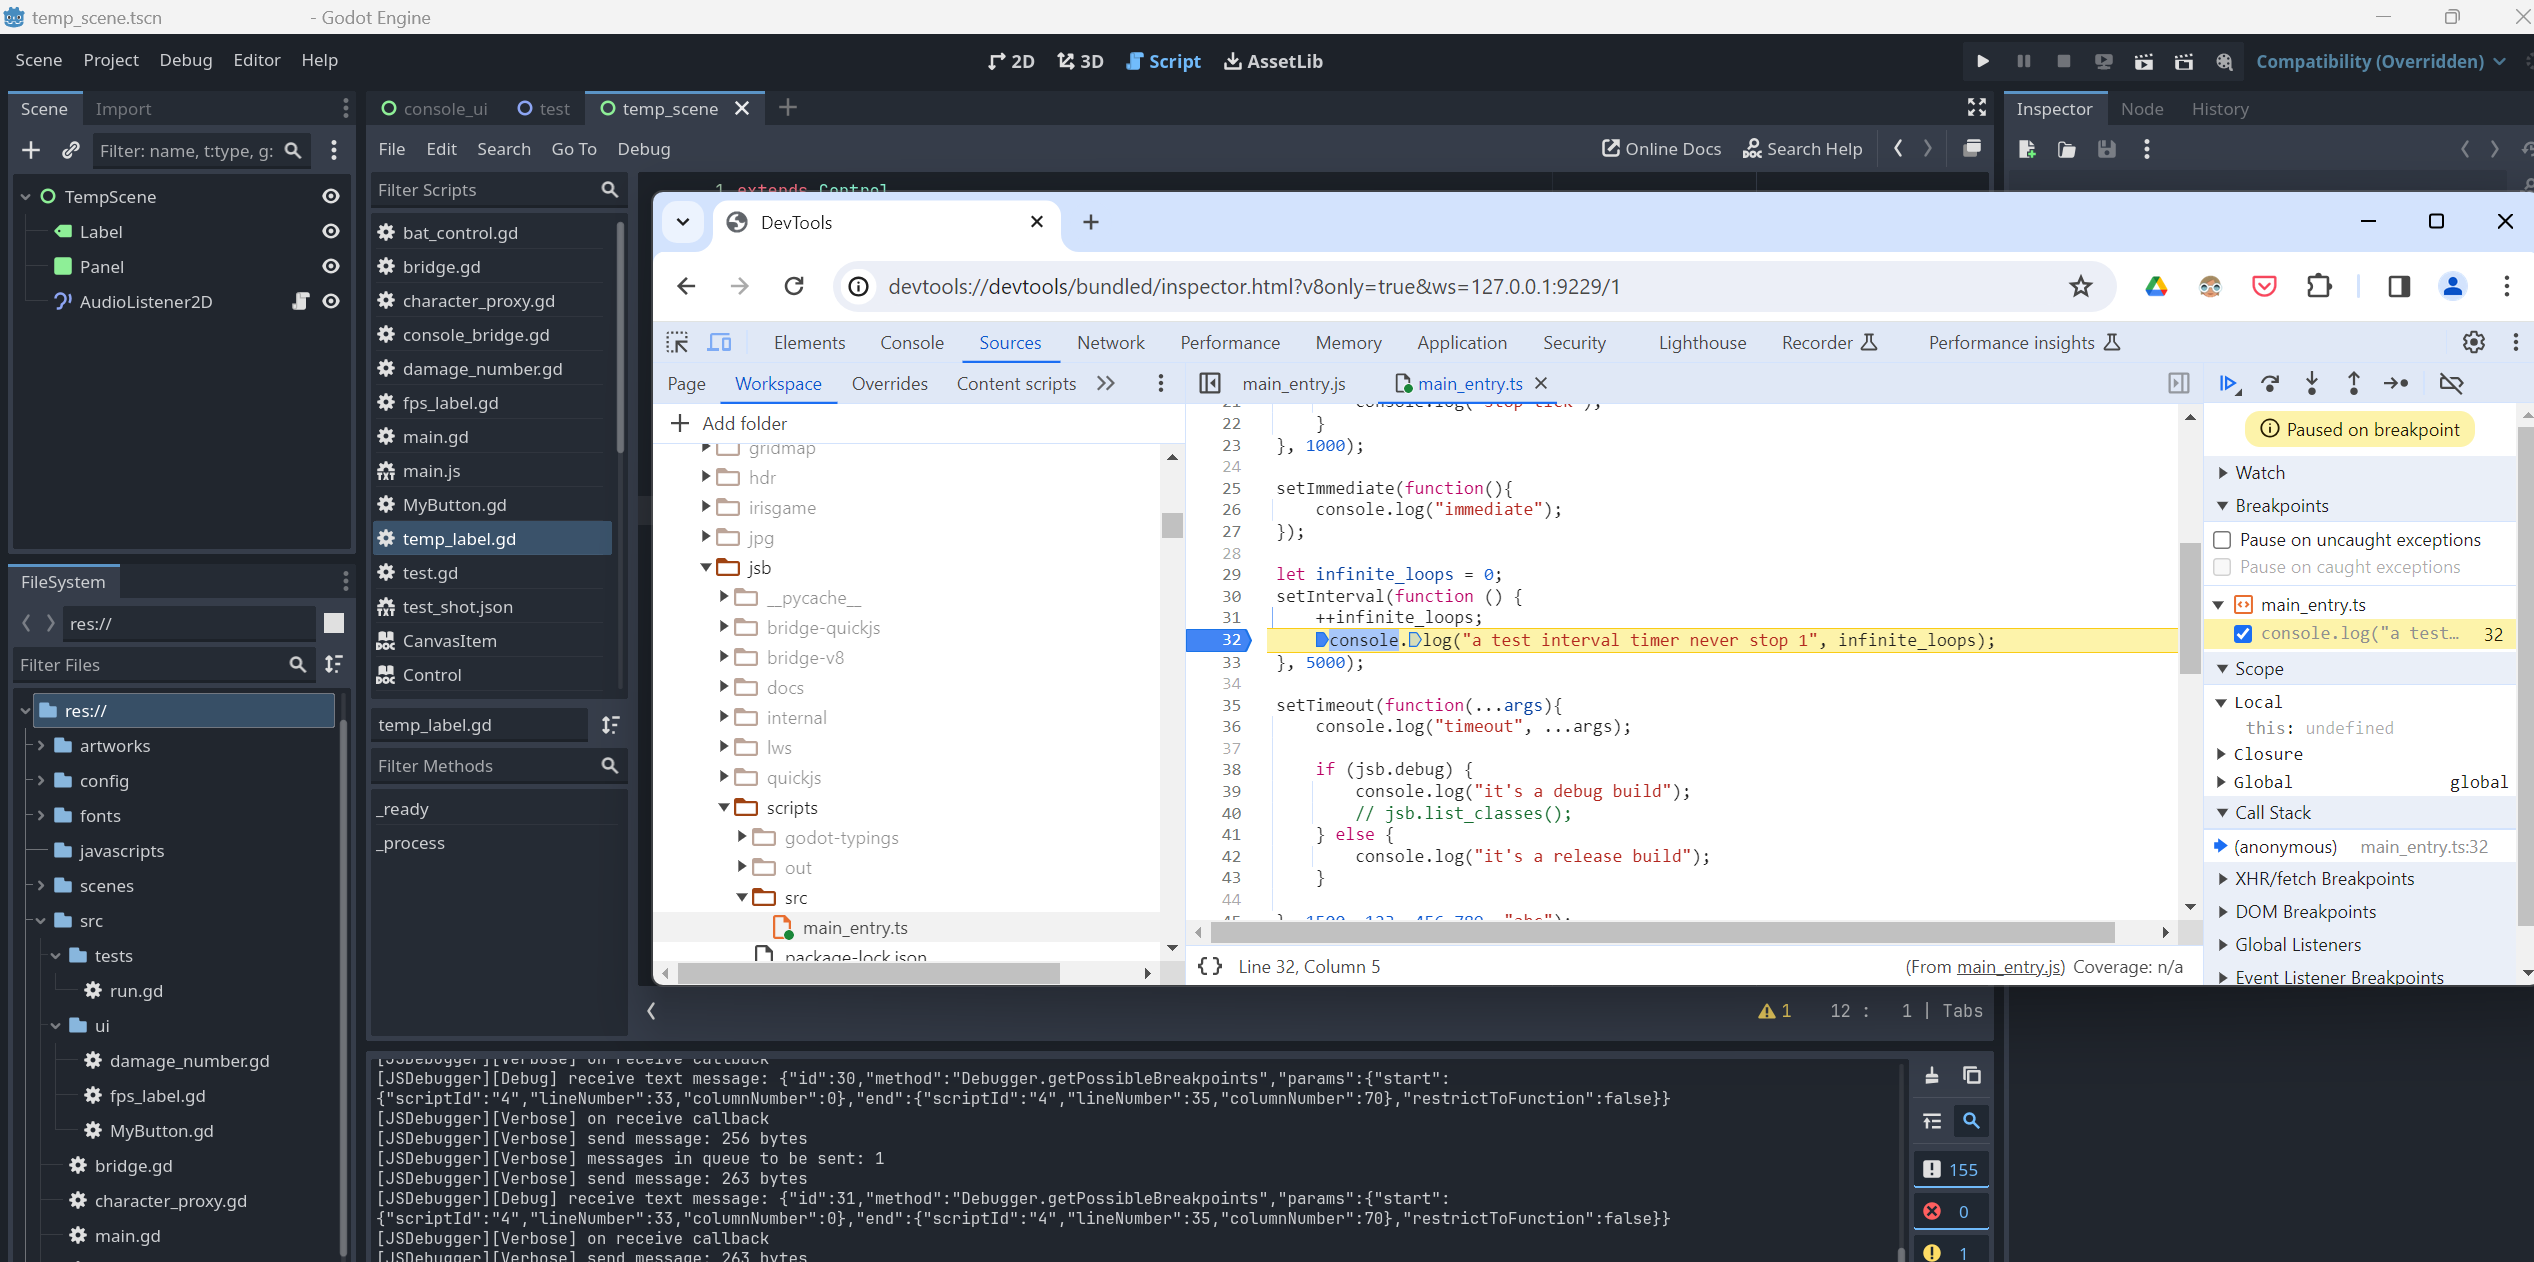 temp_scene.tscn - Godot Engine
Scene Project Debug Editor Help
2D 3D Script AssetLib
Compatibility (Overridden)
Scene Import
Filter: name, t:type, g:
TempScene
Label
Panel
AudioListener2D
FileSystem
res://
Filter Files
res://
artworks
config
fonts
javascripts
scenes
src
tests
run.gd
ui
damage_number.gd
fps_label.gd
MyButton.gd
bridge.gd
character_proxy.gd
main.gd
console_ui test temp_scene
File Edit Search Go To Debug
Online Docs Search Help
Filter Scripts
bat_control.gd
bridge.gd
character_proxy.gd
console_bridge.gd
damage_number.gd
fps_label.gd
main.gd
main.js
MyButton.gd
temp_label.gd
test.gd
test_shot.json
CanvasItem
Control
temp_label.gd
Filter Methods
_ready
_process
1 extends Control
Inspector Node History
DevTools
devtools://devtools/bundled/inspector.html?v8only=true&ws=127.0.0.1:9229/1
Elements Console Sources Network Performance Memory Application Security Lighthouse Recorder Performance insights
Page Workspace Overrides Content scripts
Add folder
gridmap
hdr
irisgame
jpg
jsb
__pycache__
bridge-quickjs
bridge-v8
docs
internal
lws
quickjs
scripts
godot-typings
out
src
main_entry.ts
package-lock.json
main_entry.js main_entry.ts
21 console.log("stop tick");
22 }
23 }, 1000);
24
25 setImmediate(function(){
26 console.log("immediate");
27 });
28
29 let infinite_loops = 0;
30 setInterval(function () {
31 ++infinite_loops;
32 console.log("a test interval timer never stop 1", infinite_loops);
33 }, 5000);
34
35 setTimeout(function(...args){
36 console.log("timeout", ...args);
37
38 if (jsb.debug) {
39 console.log("it's a debug build");
40 // jsb.list_classes();
41 } else {
42 console.log("it's a release build");
43 }
44
45 }, 1500, 123, 456.789, "abc");
Line 32, Column 5
(From main_entry.js) Coverage: n/a
Paused on breakpoint
Watch
Breakpoints
Pause on uncaught exceptions
Pause on caught exceptions
main_entry.ts
console.log("a test... 32
Scope
Local
this: undefined
Closure
Global global
Call Stack
(anonymous) main_entry.ts:32
XHR/fetch Breakpoints
DOM Breakpoints
Global Listeners
Event Listener Breakpoints
1 12 : 1 | Tabs
[JSDebugger][Verbose] on receive callback
[JSDebugger][Debug] receive text message: {"id":30,"method":"Debugger.getPossibleBreakpoints","params":{"start":
{"scriptId":"4","lineNumber":33,"columnNumber":0},"end":{"scriptId":"4","lineNumber":35,"columnNumber":70},"restrictToFunction":false}}
[JSDebugger][Verbose] on receive callback
[JSDebugger][Verbose] send message: 256 bytes
[JSDebugger][Verbose] messages in queue to be sent: 1
[JSDebugger][Verbose] send message: 263 bytes
[JSDebugger][Debug] receive text message: {"id":31,"method":"Debugger.getPossibleBreakpoints","params":{"start":
{"scriptId":"4","lineNumber":33,"columnNumber":0},"end":{"scriptId":"4","lineNumber":35,"columnNumber":70},"restrictToFunction":false}}
[JSDebugger][Verbose] on receive callback
[JSDebugger][Verbose] send message: 263 bytes
155
0
1